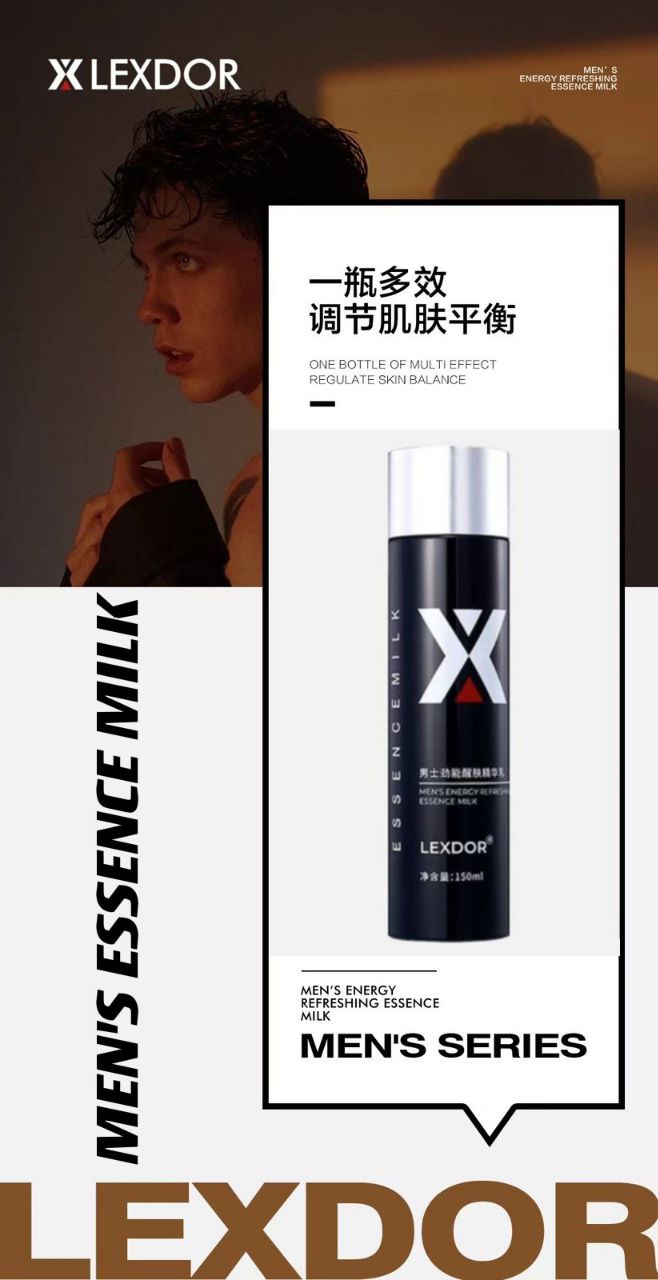 LEXDOR
MEN'S
ENERGY REFRESHING
ESSENCE MILK
一瓶多效
调节肌肤平衡
ONE BOTTLE OF MULTI EFFECT
REGULATE SKIN BALANCE
ESSENCE MILK
X
男士劲能醒肤精华乳
MEN'S ENERGY REFRESHING
ESSENCE MILK
LEXDOR®
净含量:150ml
MEN'S ESSENCE MILK
MEN'S ENERGY
REFRESHING ESSENCE
MILK
MEN'S SERIES
LEXDOR